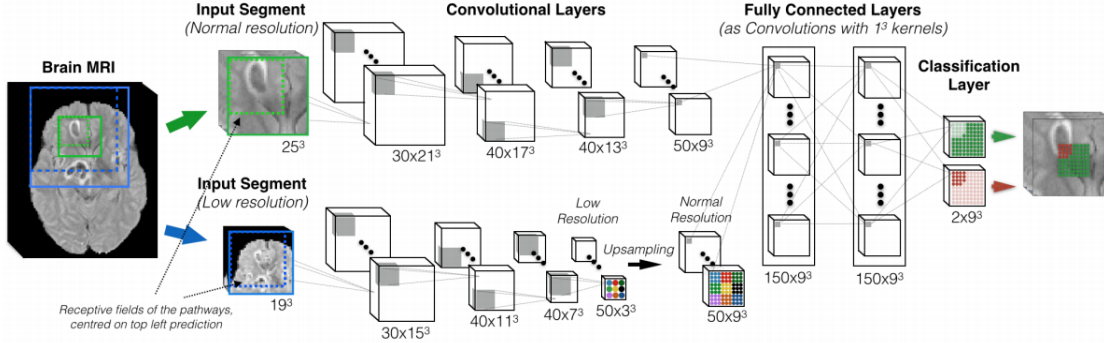 Brain MRI
Input Segment
(Normal resolution)
25³
Convolutional Layers
30x21³
40x17³
40x13³
50x9³
Fully Connected Layers
(as Convolutions with 1³ kernels)
Classification
Layer
2x9³
Input Segment
(Low resolution)
19³
30x15³
40x11³
40x7³
50x3³
Low
Resolution
Upsampling
Normal
Resolution
50x9³
150x9³
150x9³
Receptive fields of the pathways,
centred on top left prediction